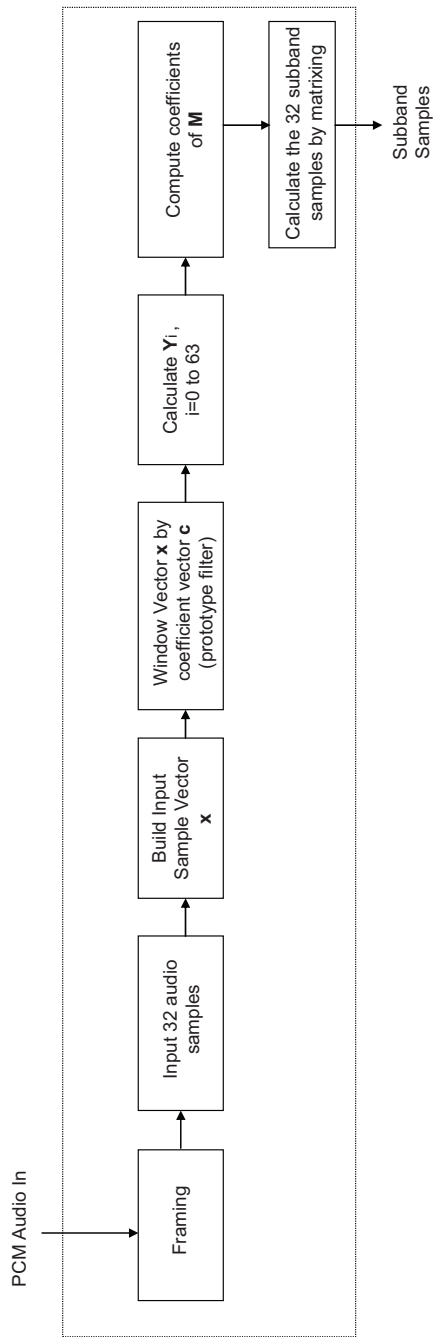 PCM Audio In
Framing
Input 32 audio
samples
Build Input
Sample Vector
x
Window Vector x by
coefficient vector c
(prototype filter)
Calculate Yi ,
i=0 to 63
Compute coefficients
of M
Calculate the 32 subband
samples by matrixing
Subband
Samples